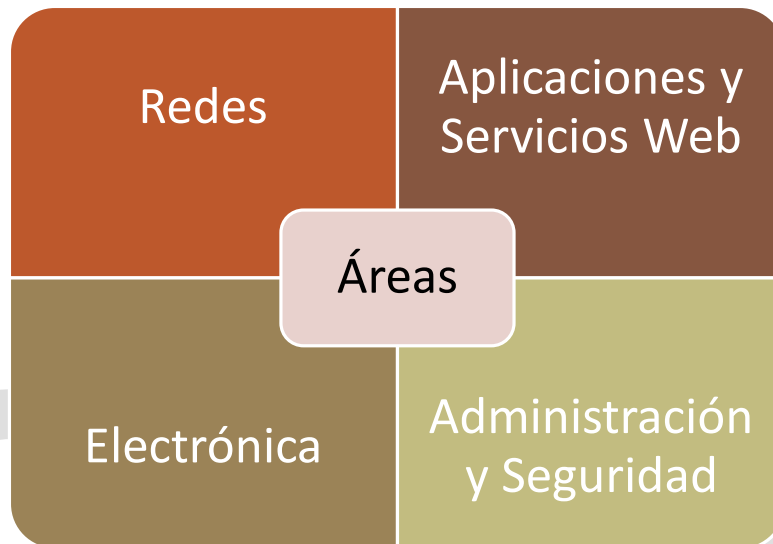 Redes
Aplicaciones y
Servicios Web
Áreas
Electrónica
Administración
y Seguridad